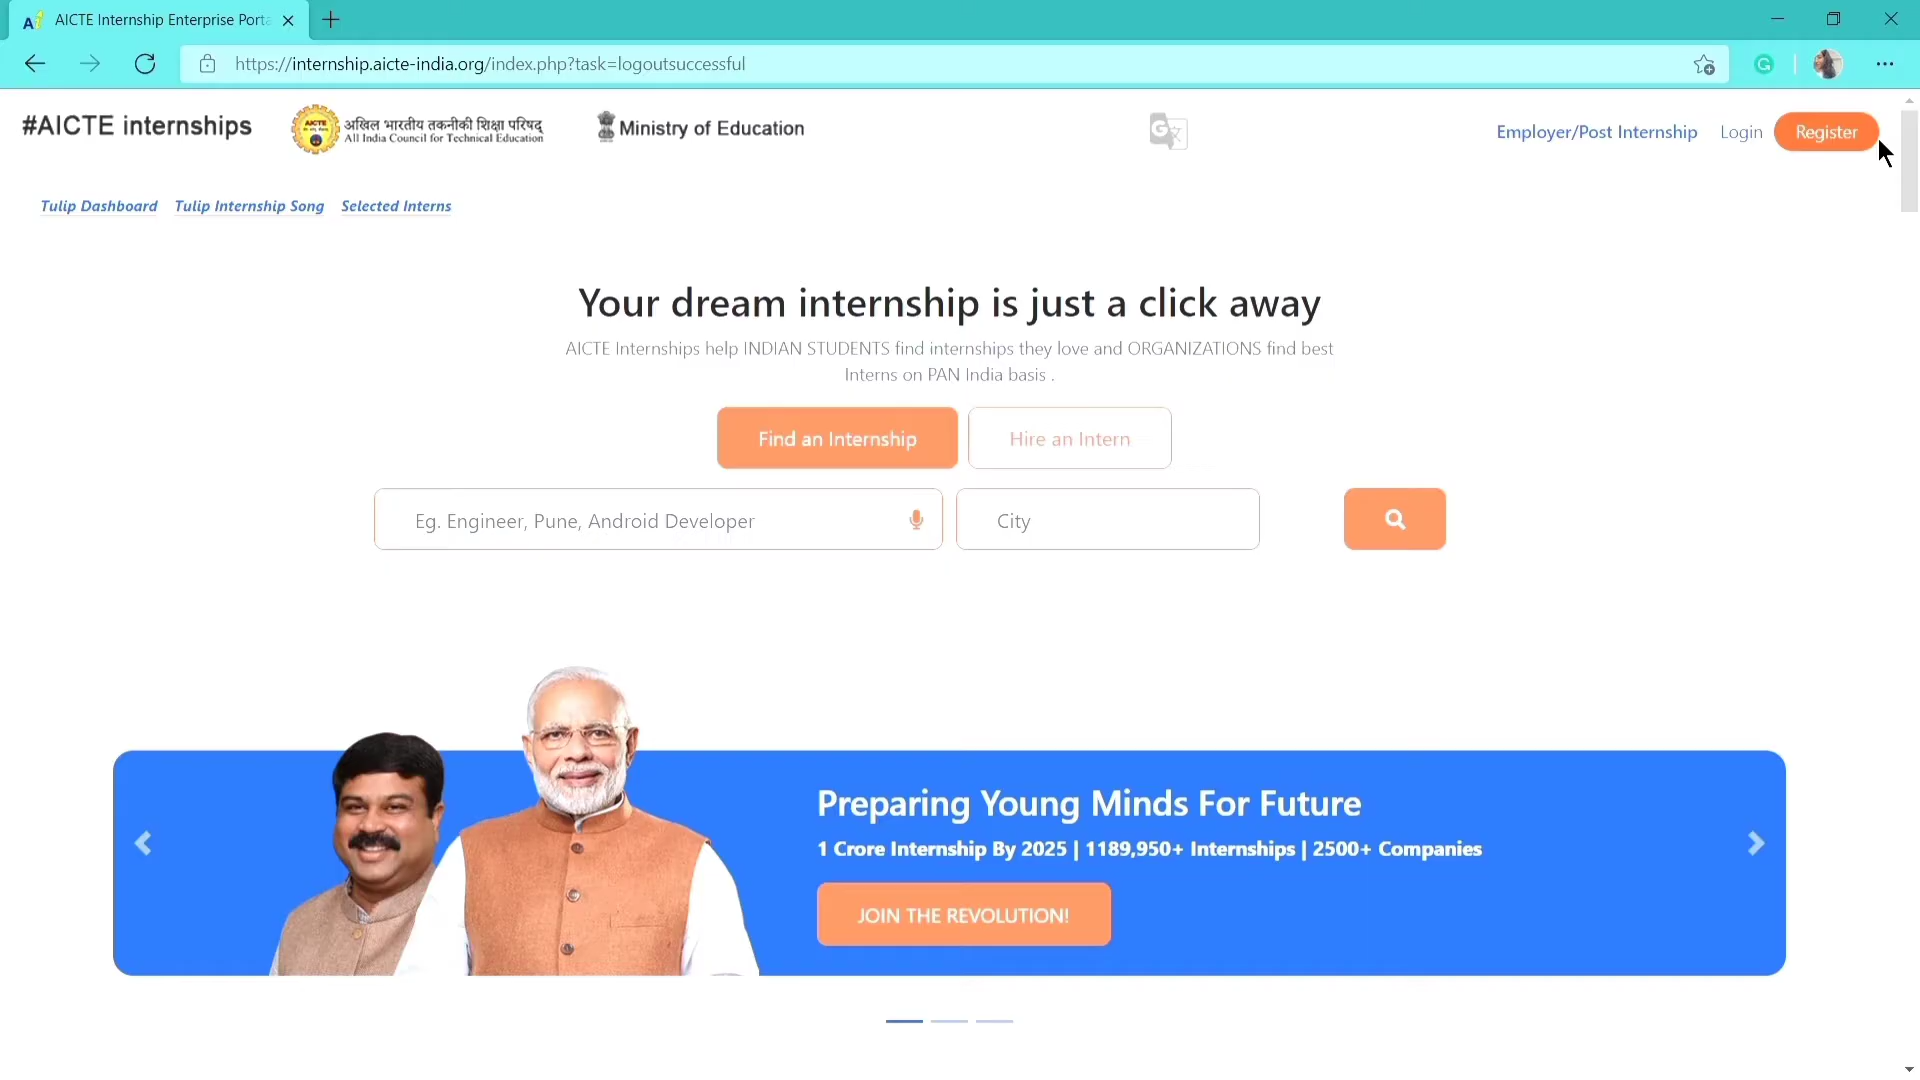 AICTE Internship Enterprise Porta
https://internship.aicte-india.org/index.php?task=logoutsuccessful
#AICTE internships
AICTE
अखिल भारतीय तकनीकी शिक्षा परिषद्
All India Council for Technical Education
Ministry of Education
Employer/Post Internship
Login
Register
Tulip Dashboard
Tulip Internship Song
Selected Interns
Your dream internship is just a click away
AICTE Internships help INDIAN STUDENTS find internships they love and ORGANIZATIONS find best
Interns on PAN India basis .
Find an Internship
Hire an Intern
Eg. Engineer, Pune, Android Developer
City
Preparing Young Minds For Future
1 Crore Internship By 2025 | 1189,950+ Internships | 2500+ Companies
JOIN THE REVOLUTION!